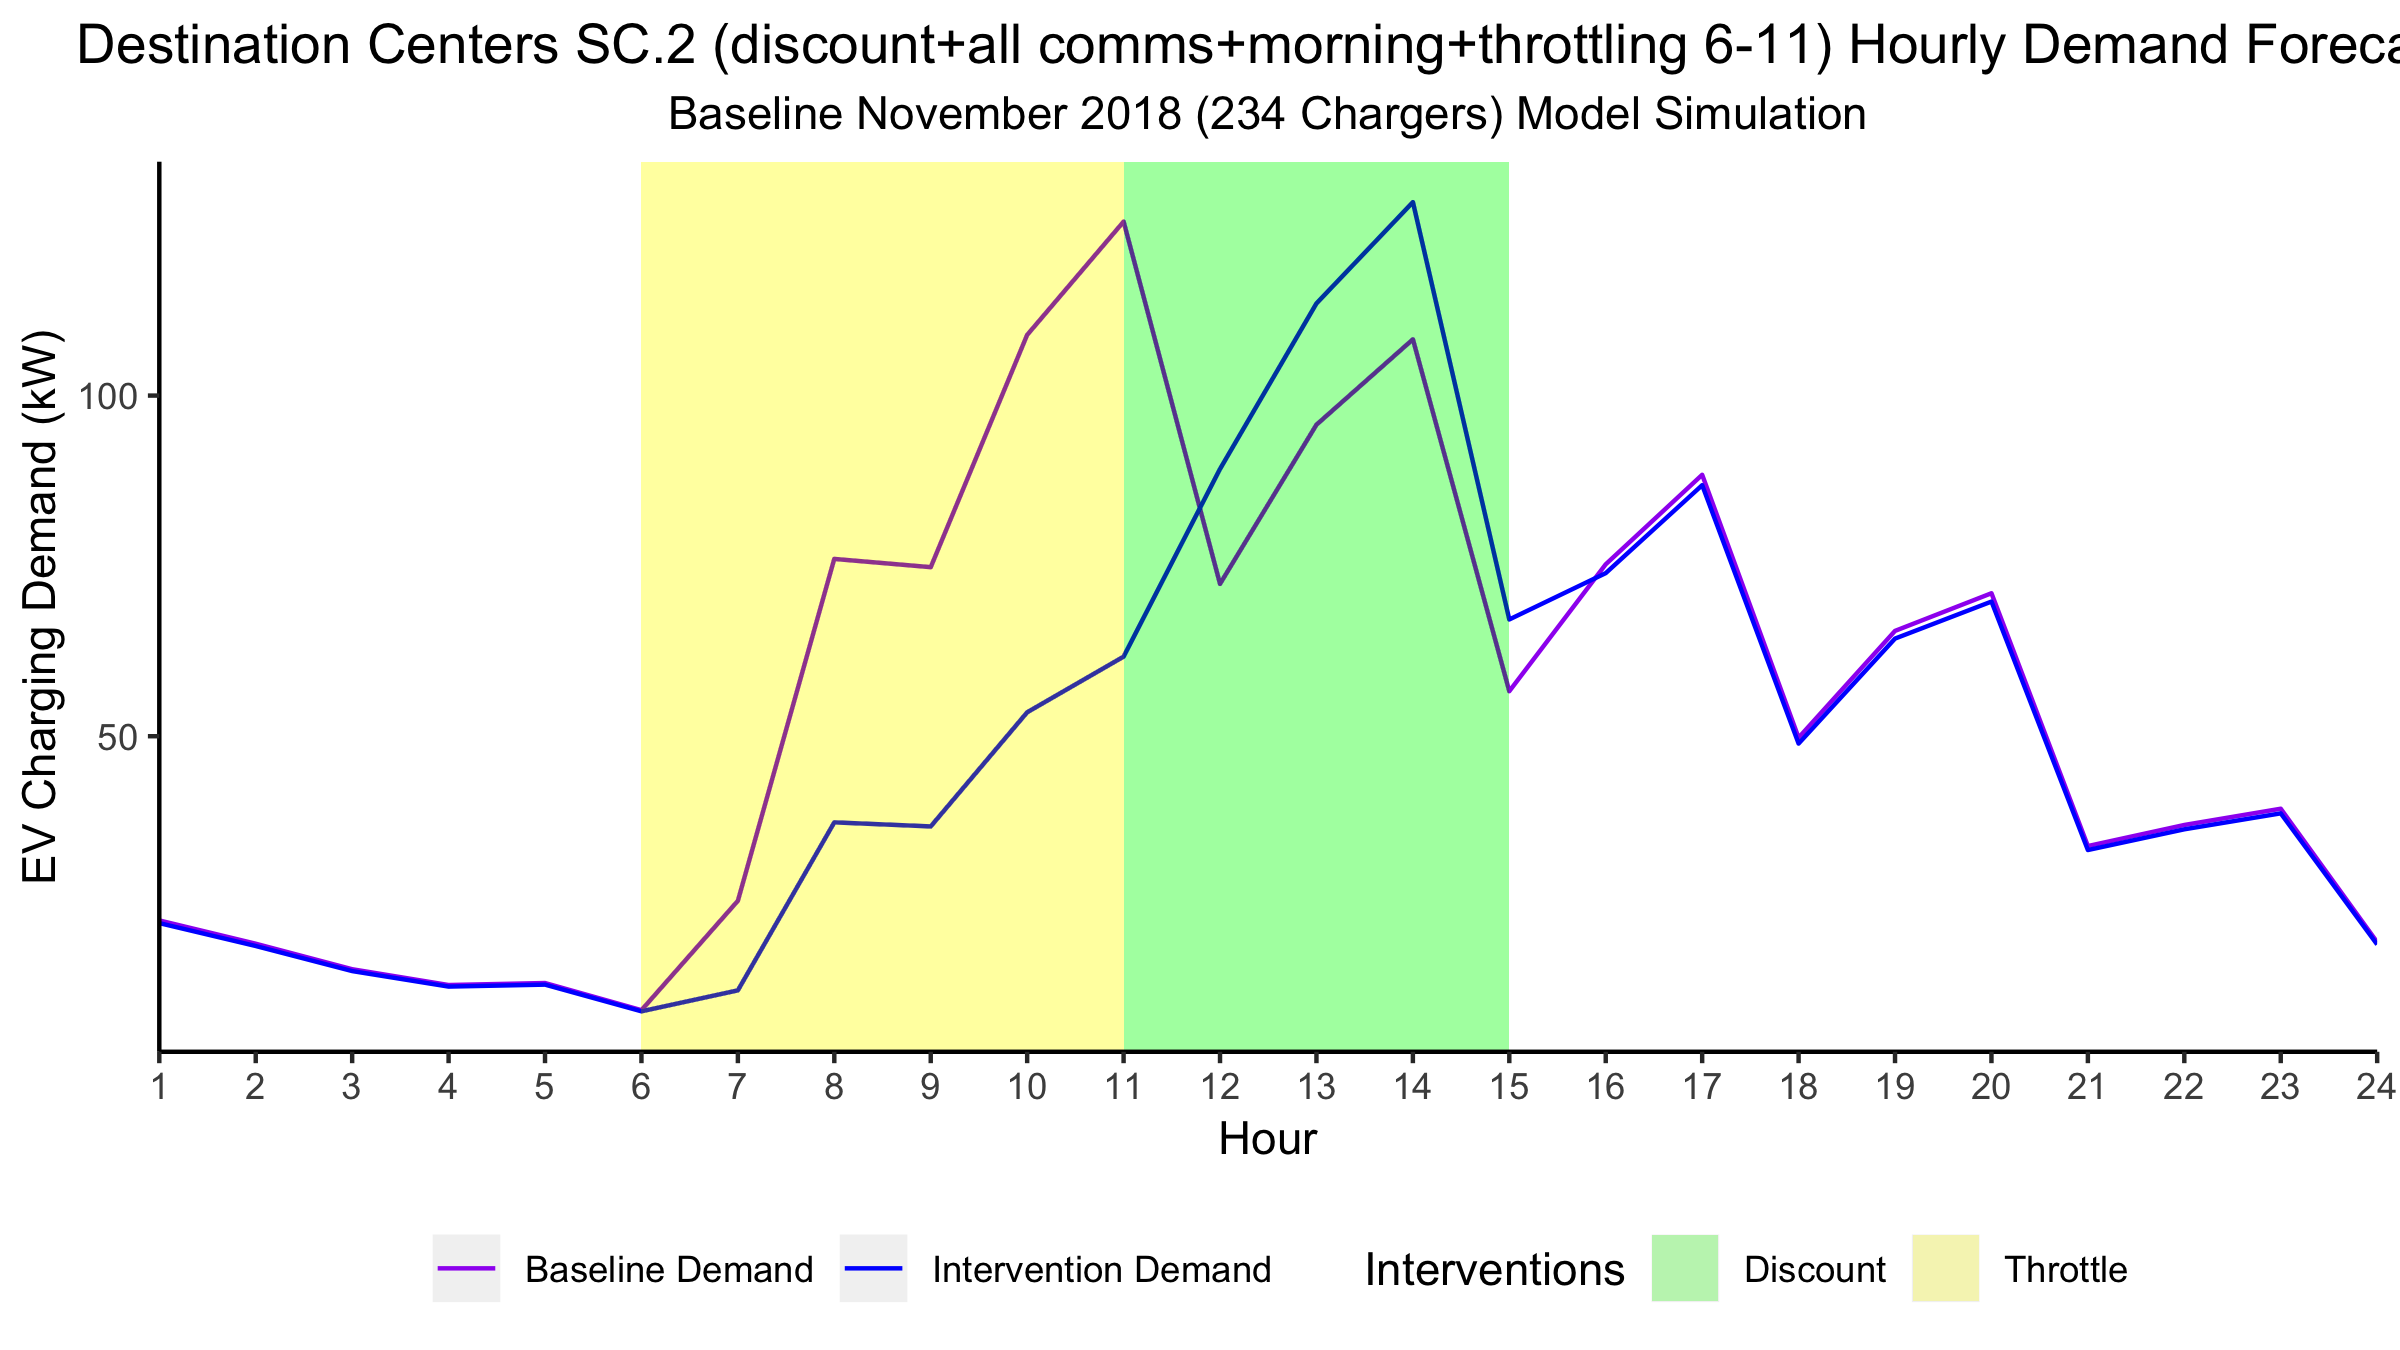 Destination Centers SC.2 (discount+all comms+morning+throttling 6-11) Hourly Demand Foreca
Baseline November 2018 (234 Chargers) Model Simulation
EV Charging Demand (kW)
100
50
1 2 3 4 5 6 7 8 9 10 11 12 13 14 15 16 17 18 19 20 21 22 23 24
Hour
Baseline Demand Intervention Demand Interventions Discount Throttle